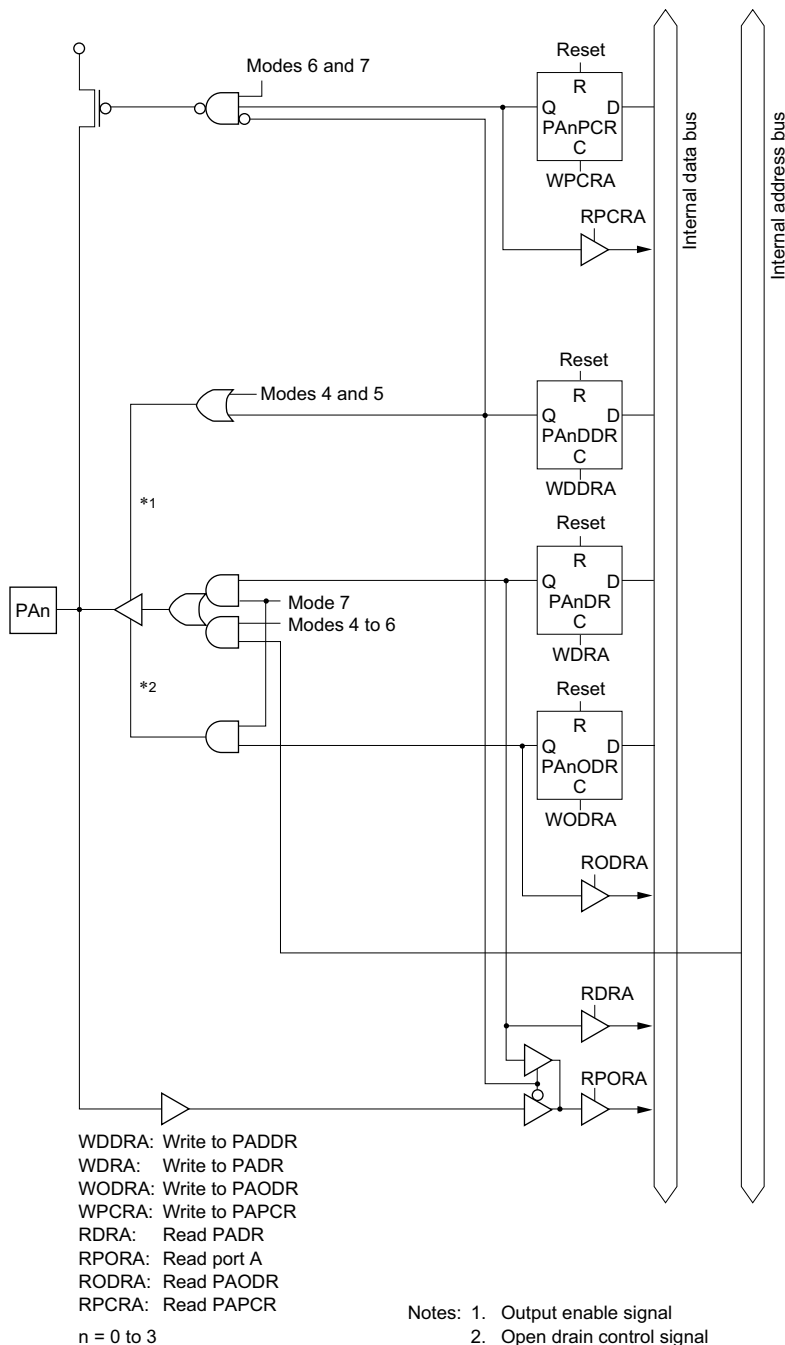 Reset
Modes 6 and 7
R
Q D
PAnPCR
C
WPCRA
RPCRA
Internal data bus
Internal address bus
Reset
Modes 4 and 5
R
Q D
PAnDDR
C
WDDRA
*1
Reset
R
Q D
PAnDR
C
WDRA
PAn
Mode 7
Modes 4 to 6
*2
Reset
R
Q D
PAnODR
C
WODRA
RODRA
RDRA
RPORA
WDDRA: Write to PADDR
WDRA: Write to PADR
WODRA: Write to PAODR
WPCRA: Write to PAPCR
RDRA: Read PADR
RPORA: Read port A
RODRA: Read PAODR
RPCRA: Read PAPCR
n = 0 to 3
Notes: 1. Output enable signal
2. Open drain control signal